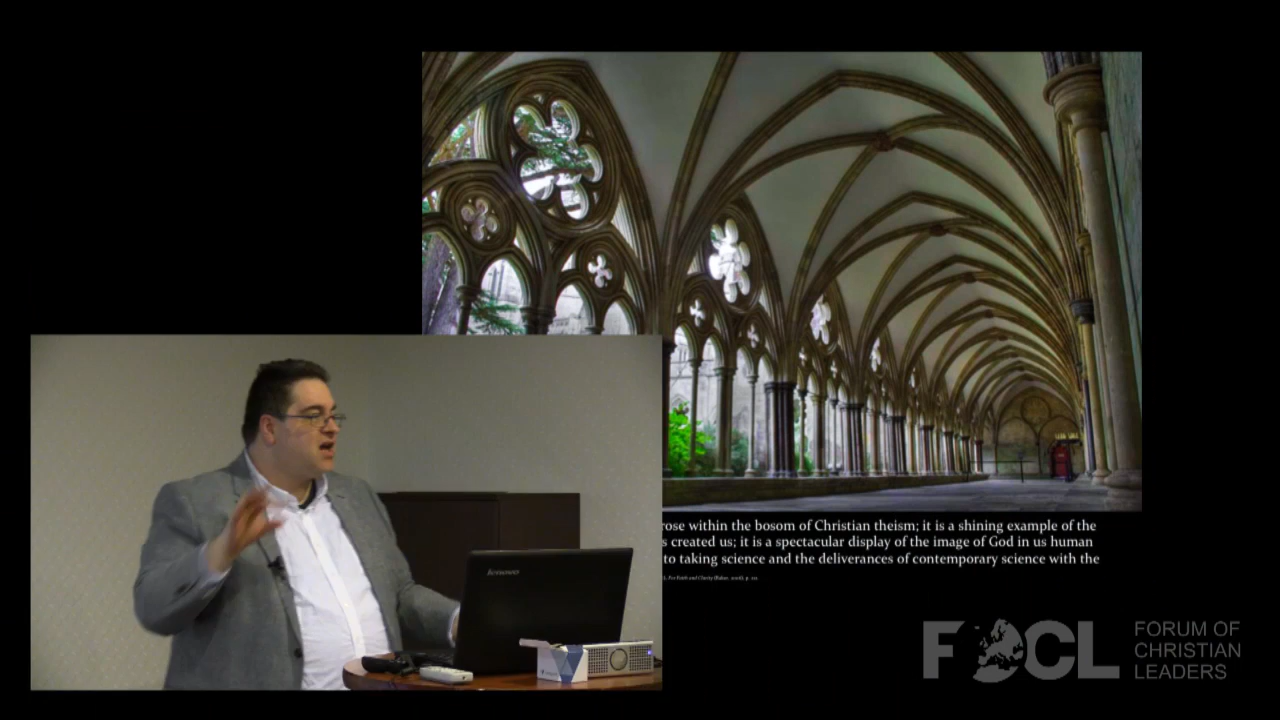 rose within the bosom of Christian theism; it is a shining example of the
s created us; it is a spectacular display of the image of God in us human
to taking science and the deliverances of contemporary science with the
lenovo
FOCL
FORUM OF
CHRISTIAN
LEADERS